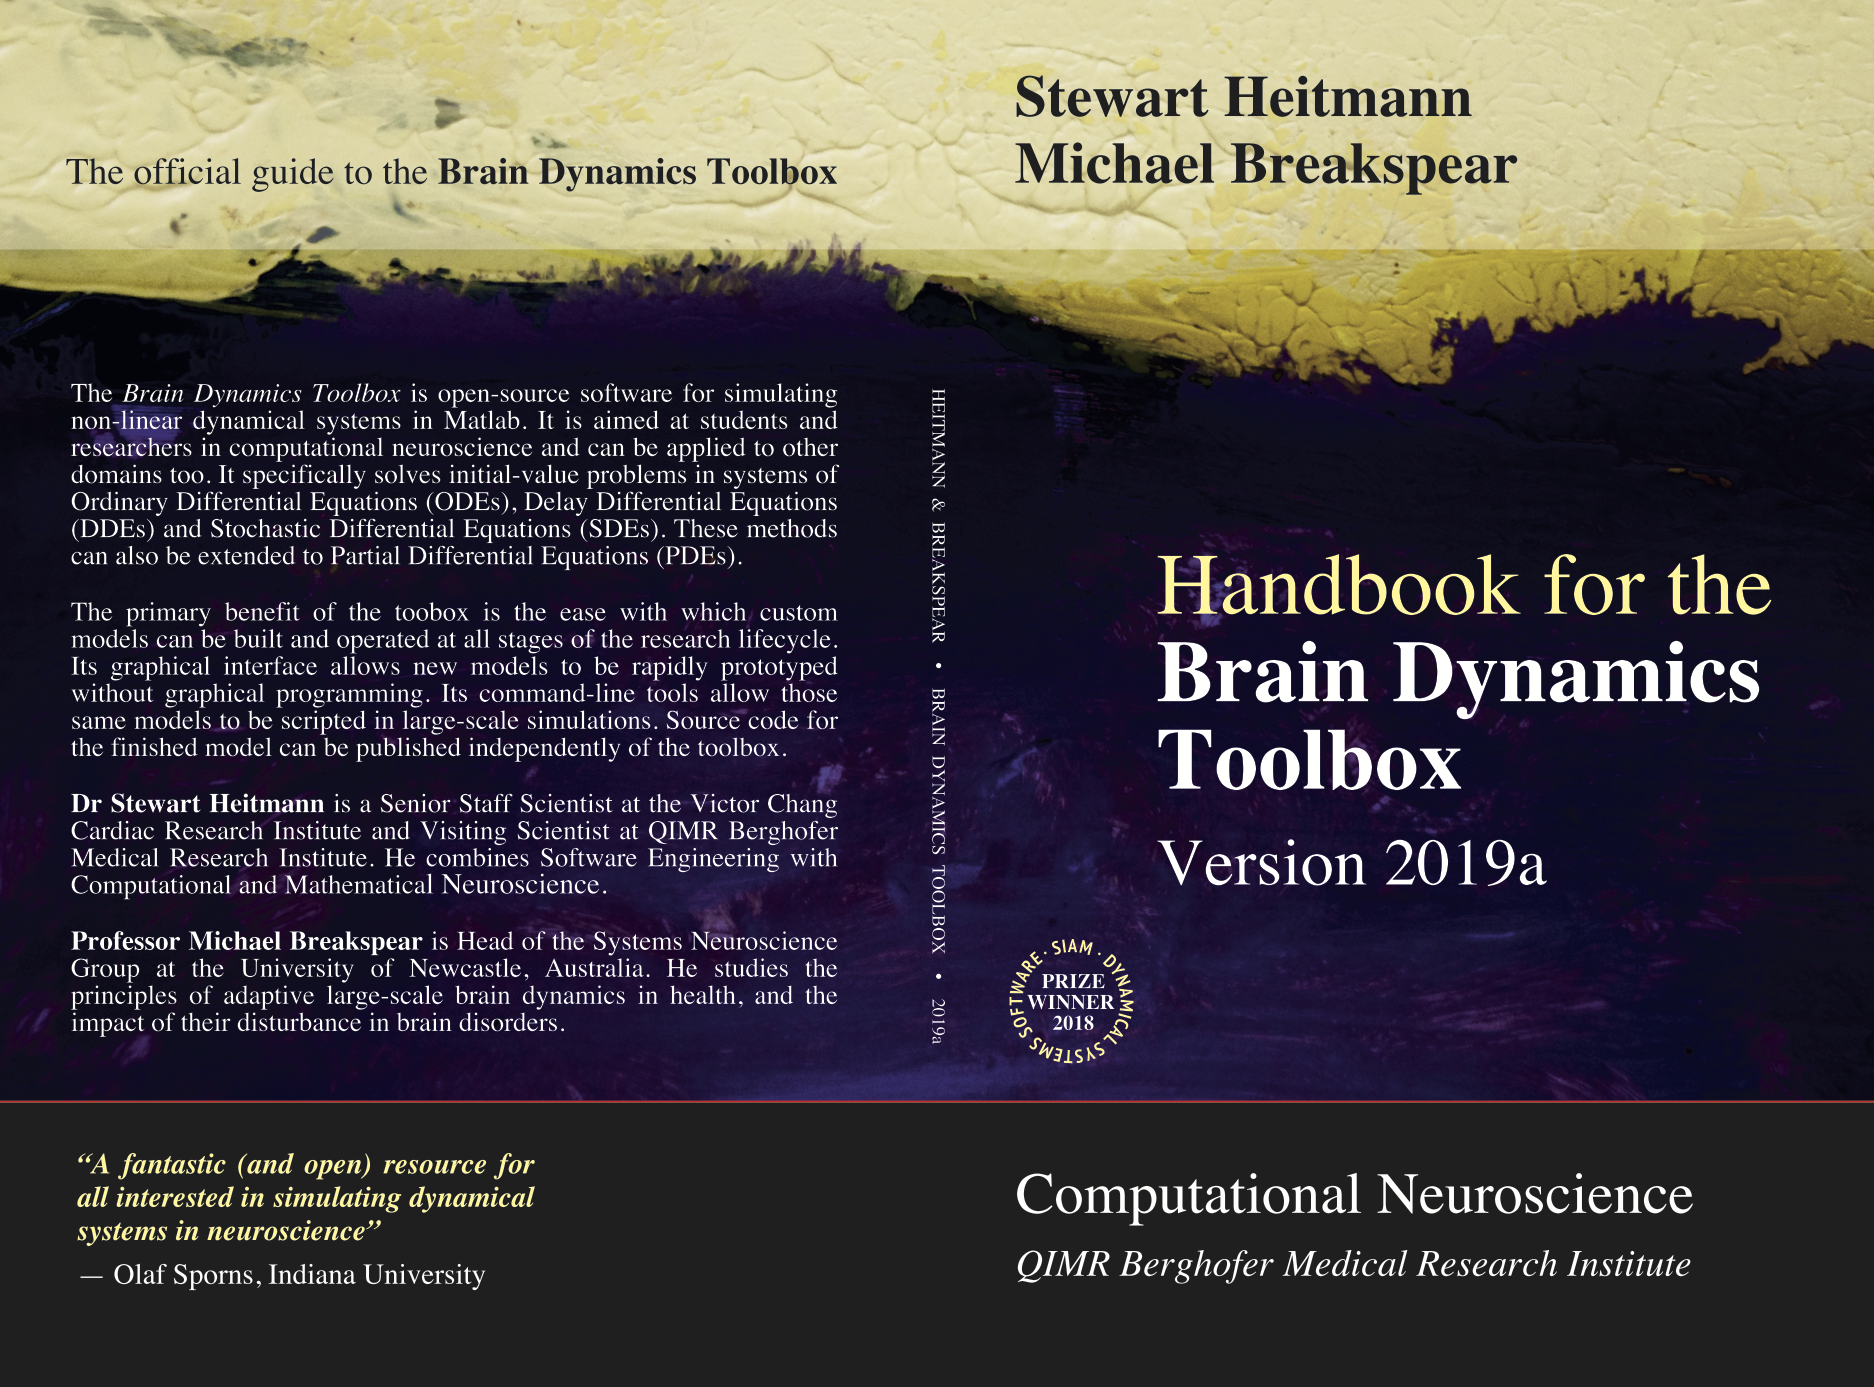 The official guide to the Brain Dynamics Toolbox
The Brain Dynamics Toolbox is open-source software for simulating
non-linear dynamical systems in Matlab. It is aimed at students and
researchers in computational neuroscience and can be applied to other
domains too. It specifically solves initial-value problems in systems of
Ordinary Differential Equations (ODEs), Delay Differential Equations
(DDEs) and Stochastic Differential Equations (SDEs). These methods
can also be extended to Partial Differential Equations (PDEs).
The primary benefit of the toobox is the ease with which custom
models can be built and operated at all stages of the research lifecycle.
Its graphical interface allows new models to be rapidly prototyped
without graphical programming. Its command-line tools allow those
same models to be scripted in large-scale simulations. Source code for
the finished model can be published independently of the toolbox.
Dr Stewart Heitmann is a Senior Staff Scientist at the Victor Chang
Cardiac Research Institute and Visiting Scientist at QIMR Berghofer
Medical Research Institute. He combines Software Engineering with
Computational and Mathematical Neuroscience.
Professor Michael Breakspear is Head of the Systems Neuroscience
Group at the University of Newcastle, Australia. He studies the
principles of adaptive large-scale brain dynamics in health, and the
impact of their disturbance in brain disorders.
“A fantastic (and open) resource for
all interested in simulating dynamical
systems in neuroscience”
— Olaf Sporns, Indiana University
HEITMANN & BREAKSPEAR • BRAIN DYNAMICS TOOLBOX • 2019a
Stewart Heitmann
Michael Breakspear
Handbook for the
Brain Dynamics
Toolbox
Version 2019a
· SIAM · DYNAMICAL SYSTEMS SOFTWARE
PRIZE
WINNER
2018
Computational Neuroscience
QIMR Berghofer Medical Research Institute